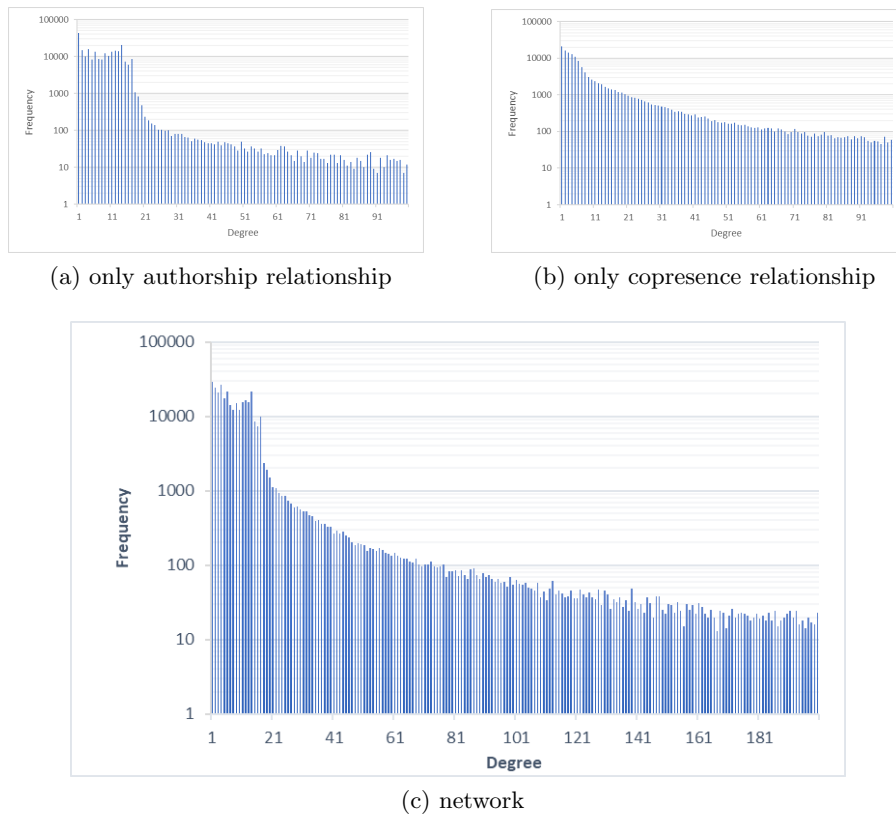 100000
10000
1000
100
10
1
Frequency
1 11 21 31 41 51 61 71 81 91
Degree
(a) only authorship relationship
100000
10000
1000
100
10
1
Frequency
1 11 21 31 41 51 61 71 81 91
Degree
(b) only copresence relationship
100000
10000
1000
100
10
1
Frequency
1 21 41 61 81 101 121 141 161 181
Degree
(c) network